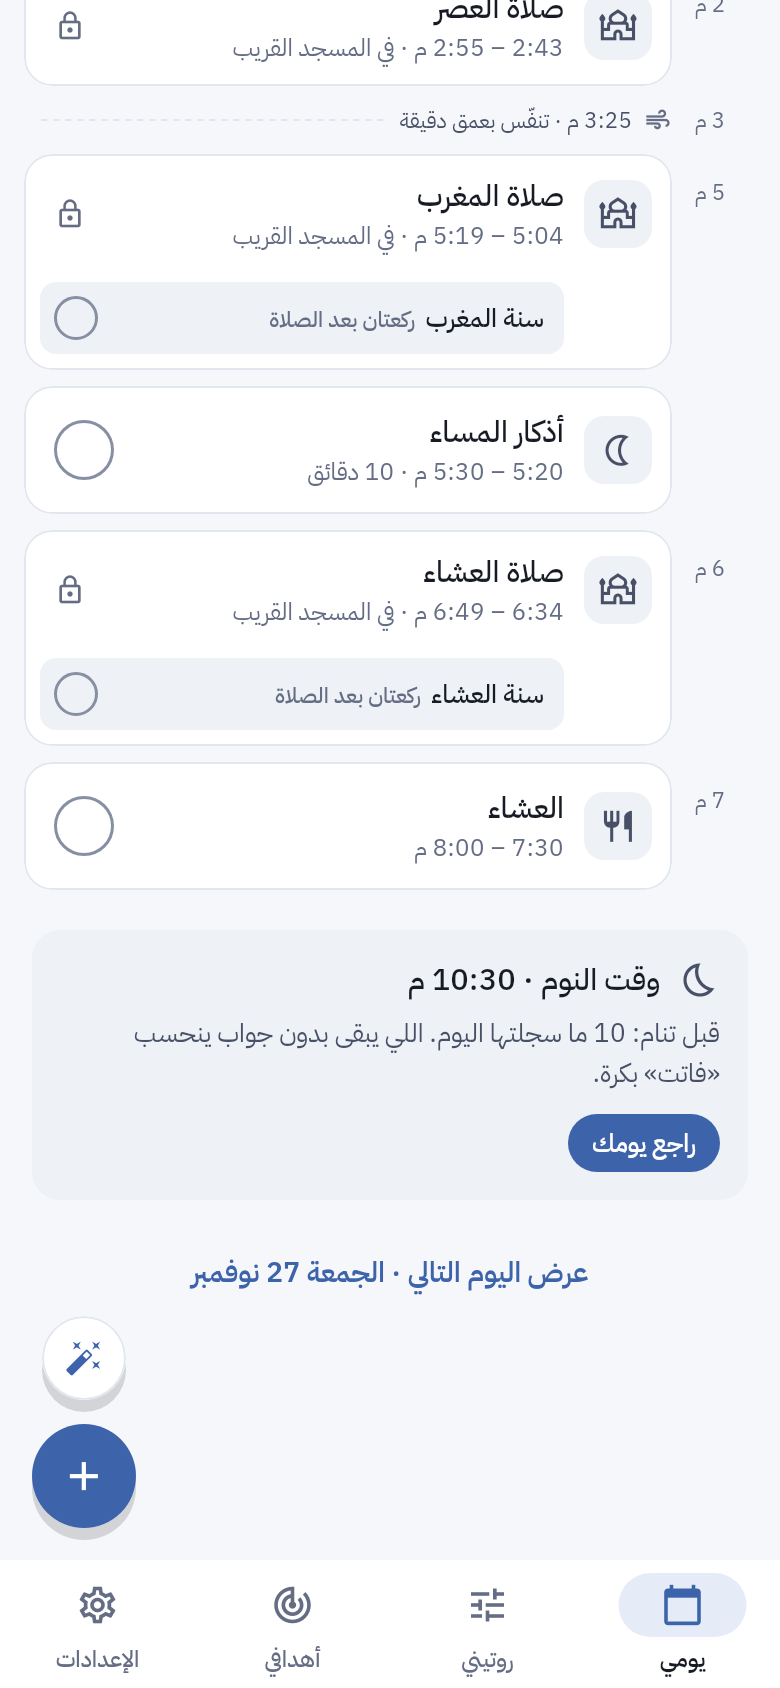 2 م
صلاة العصر
2:43 – 2:55 م · في المسجد القريب
3 م
3:25 م · تنفّس بعمق دقيقة
5 م
صلاة المغرب
5:04 – 5:19 م · في المسجد القريب
سنة المغرب ركعتان بعد الصلاة
أذكار المساء
5:20 – 5:30 م · 10 دقائق
6 م
صلاة العشاء
6:34 – 6:49 م · في المسجد القريب
سنة العشاء ركعتان بعد الصلاة
7 م
العشاء
7:30 – 8:00 م
وقت النوم · 10:30 م
قبل تنام: 10 ما سجلتها اليوم. اللي يبقى بدون جواب ينحسب
«فاتت» بكرة.
راجع يومك
عرض اليوم التالي · الجمعة 27 نوفمبر
يومي
روتيني
أهدافي
الإعدادات